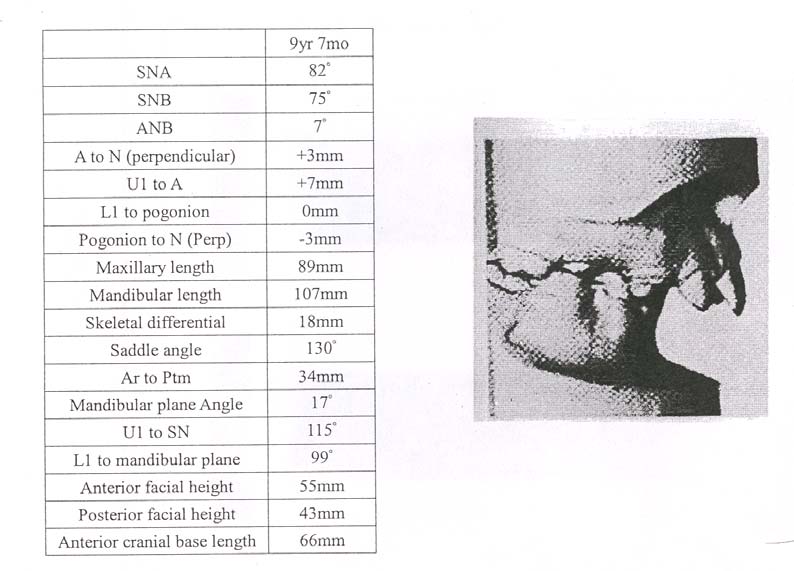 9yr 7mo
SNA 82°
SNB 75°
ANB 7°
A to N (perpendicular) +3mm
U1 to A +7mm
L1 to pogonion 0mm
Pogonion to N (Perp) -3mm
Maxillary length 89mm
Mandibular length 107mm
Skeletal differential 18mm
Saddle angle 130°
Ar to Ptm 34mm
Mandibular plane Angle 17°
U1 to SN 115°
L1 to mandibular plane 99°
Anterior facial height 55mm
Posterior facial height 43mm
Anterior cranial base length 66mm